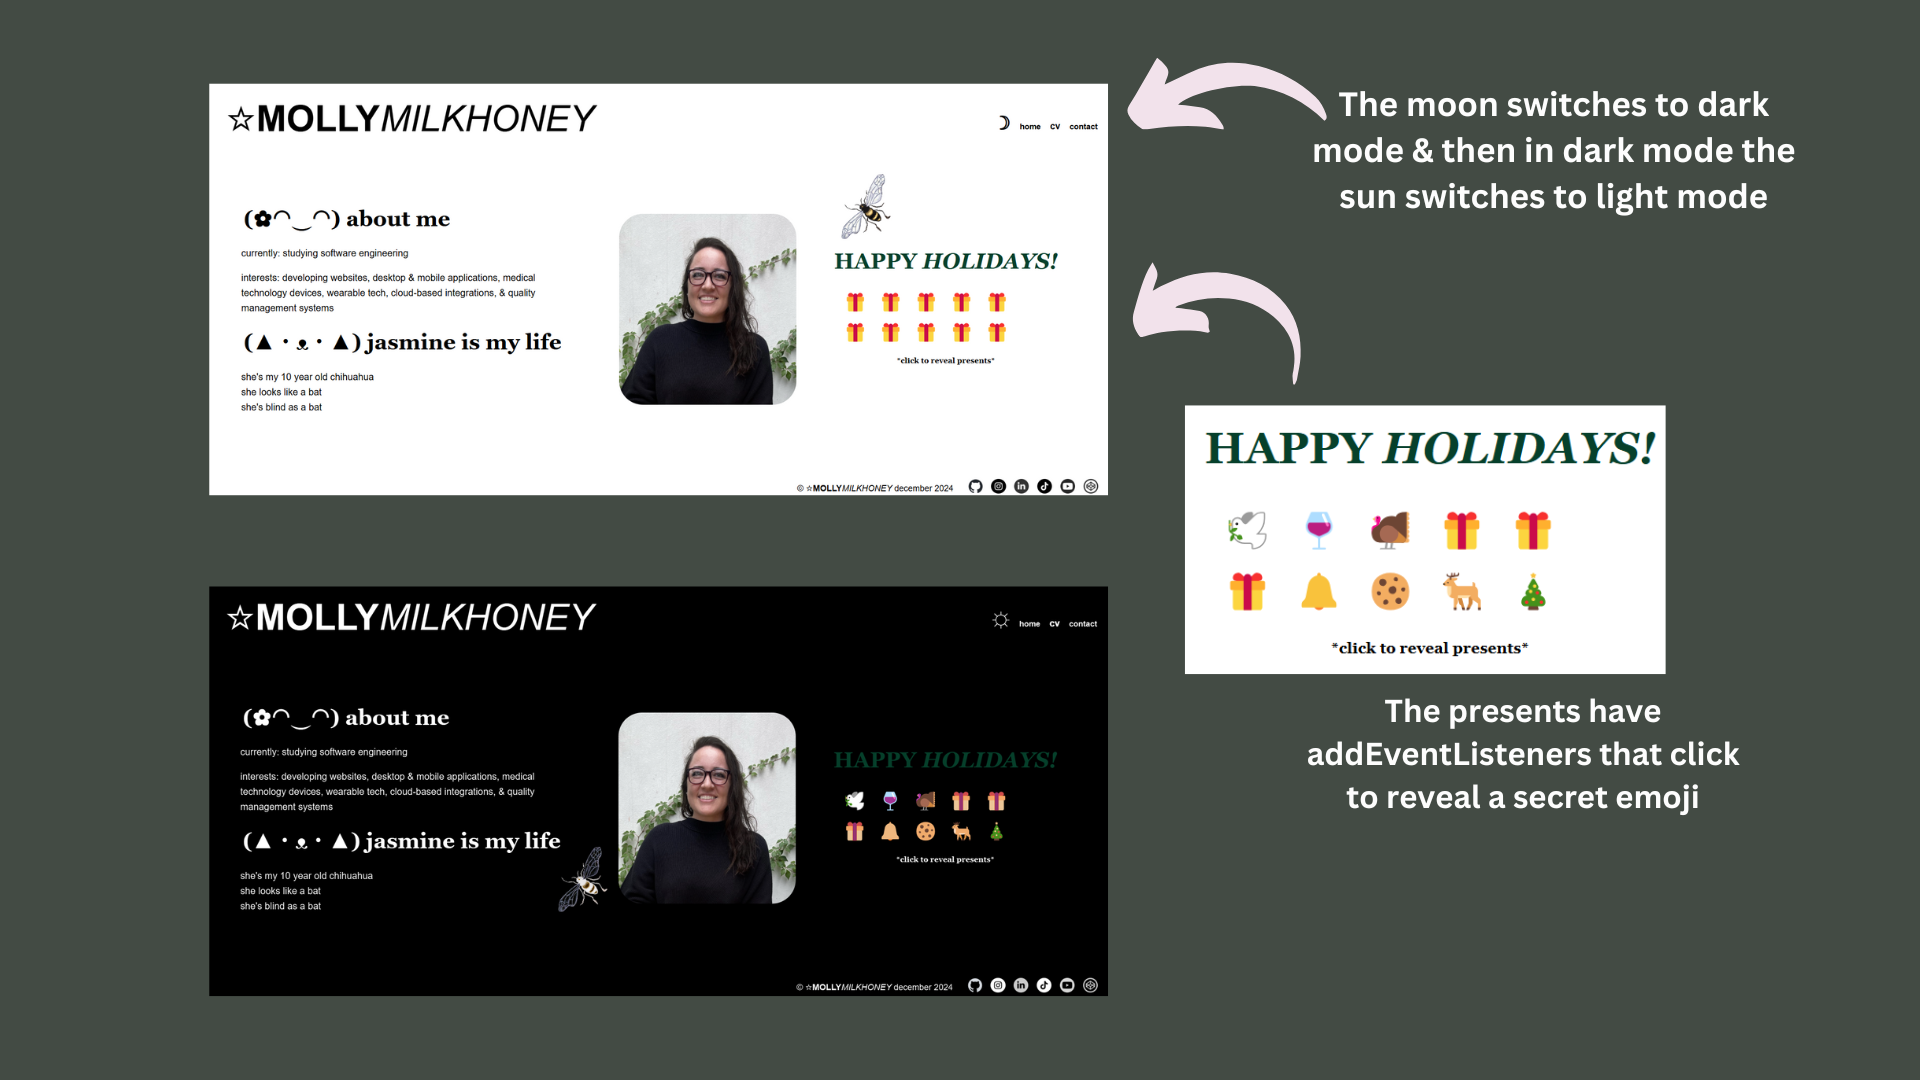 ☆MOLLYMILKHONEY
home cv contact
(✿◠‿◠) about me
currently: studying software engineering
interests: developing websites, desktop & mobile applications, medical
technology devices, wearable tech, cloud-based integrations, & quality
management systems
(▲・ᴥ・▲) jasmine is my life
she's my 10 year old chihuahua
she looks like a bat
she's blind as a bat
HAPPY HOLIDAYS!
*click to reveal presents*
© ☆MOLLYMILKHONEY december 2024
The moon switches to dark
mode & then in dark mode the
sun switches to light mode
HAPPY HOLIDAYS!
*click to reveal presents*
The presents have
addEventListeners that click
to reveal a secret emoji
☆MOLLYMILKHONEY
home cv contact
(✿◠‿◠) about me
currently: studying software engineering
interests: developing websites, desktop & mobile applications, medical
technology devices, wearable tech, cloud-based integrations, & quality
management systems
(▲・ᴥ・▲) jasmine is my life
she's my 10 year old chihuahua
she looks like a bat
she's blind as a bat
HAPPY HOLIDAYS!
*click to reveal presents*
© ☆MOLLYMILKHONEY december 2024